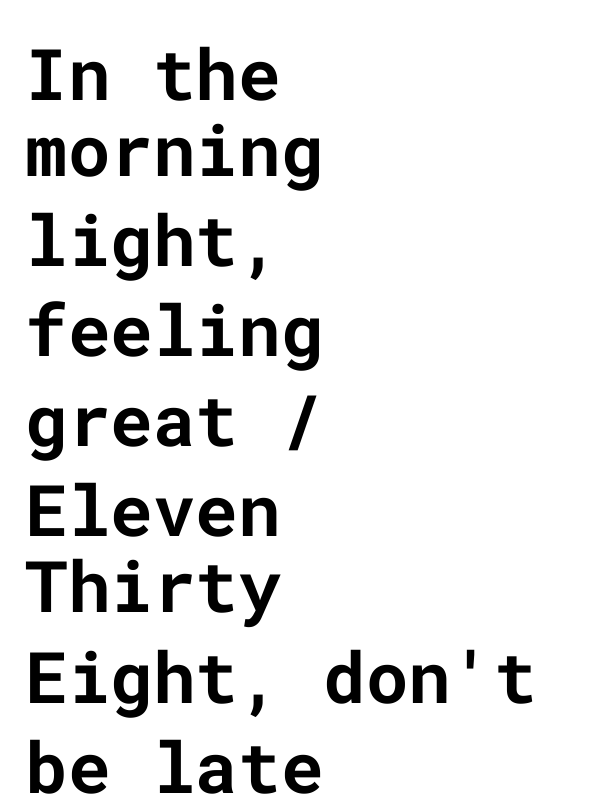 In the
morning
light,
feeling
great /
Eleven
Thirty
Eight, don't
be late